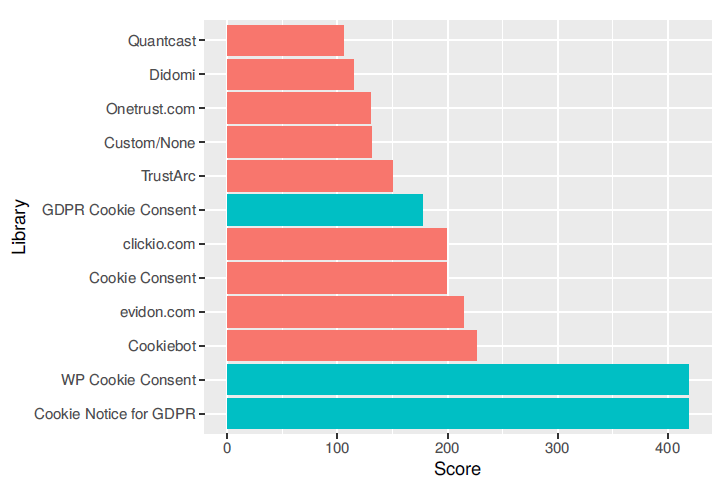 Quantcast
Didomi
Onetrust.com
Custom/None
TrustArc
GDPR Cookie Consent
clickio.com
Cookie Consent
evidon.com
Cookiebot
WP Cookie Consent
Cookie Notice for GDPR
Library
0 100 200 300 400
Score